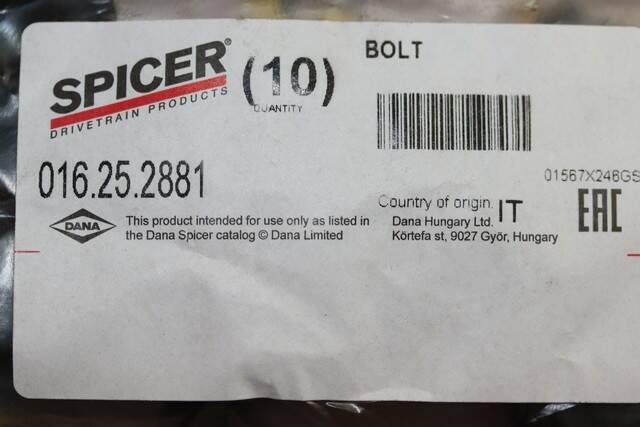 SPICER®
DRIVETRAIN PRODUCTS
(10)
QUANTITY
BOLT
016.25.2881
01567X246GS
DANA
This product intended for use only as listed in
the Dana Spicer catalog © Dana Limited
Country of origin: IT
Dana Hungary Ltd.
Körtefa st, 9027 Győr, Hungary
EAC